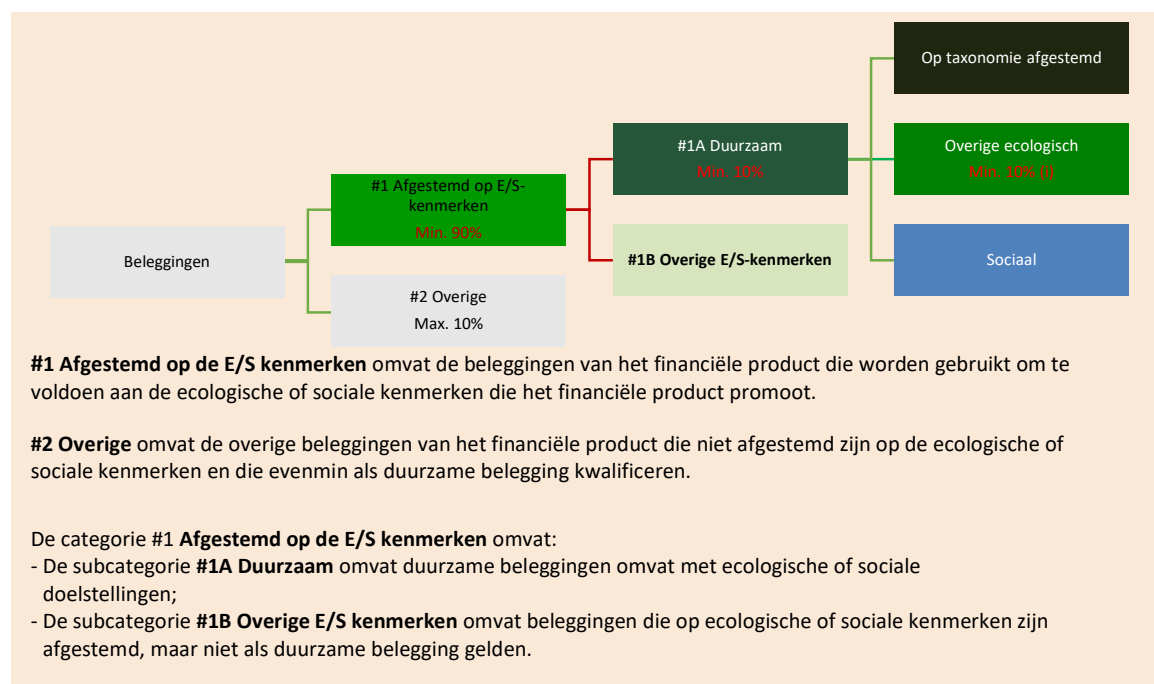 Op taxonomie afgestemd
#1A Duurzaam
Min. 10%
Overige ecologisch
Min. 10% (i)
#1 Afgestemd op E/S-
kenmerken
Min. 90%
Beleggingen
#1B Overige E/S-kenmerken
Sociaal
#2 Overige
Max. 10%
#1 Afgestemd op de E/S kenmerken omvat de beleggingen van het financiële product die worden gebruikt om te
voldoen aan de ecologische of sociale kenmerken die het financiële product promoot.
#2 Overige omvat de overige beleggingen van het financiële product die niet afgestemd zijn op de ecologische of
sociale kenmerken en die evenmin als duurzame belegging kwalificeren.
De categorie #1 Afgestemd op de E/S kenmerken omvat:
- De subcategorie #1A Duurzaam omvat duurzame beleggingen omvat met ecologische of sociale
doelstellingen;
- De subcategorie #1B Overige E/S kenmerken omvat beleggingen die op ecologische of sociale kenmerken zijn
afgestemd, maar niet als duurzame belegging gelden.